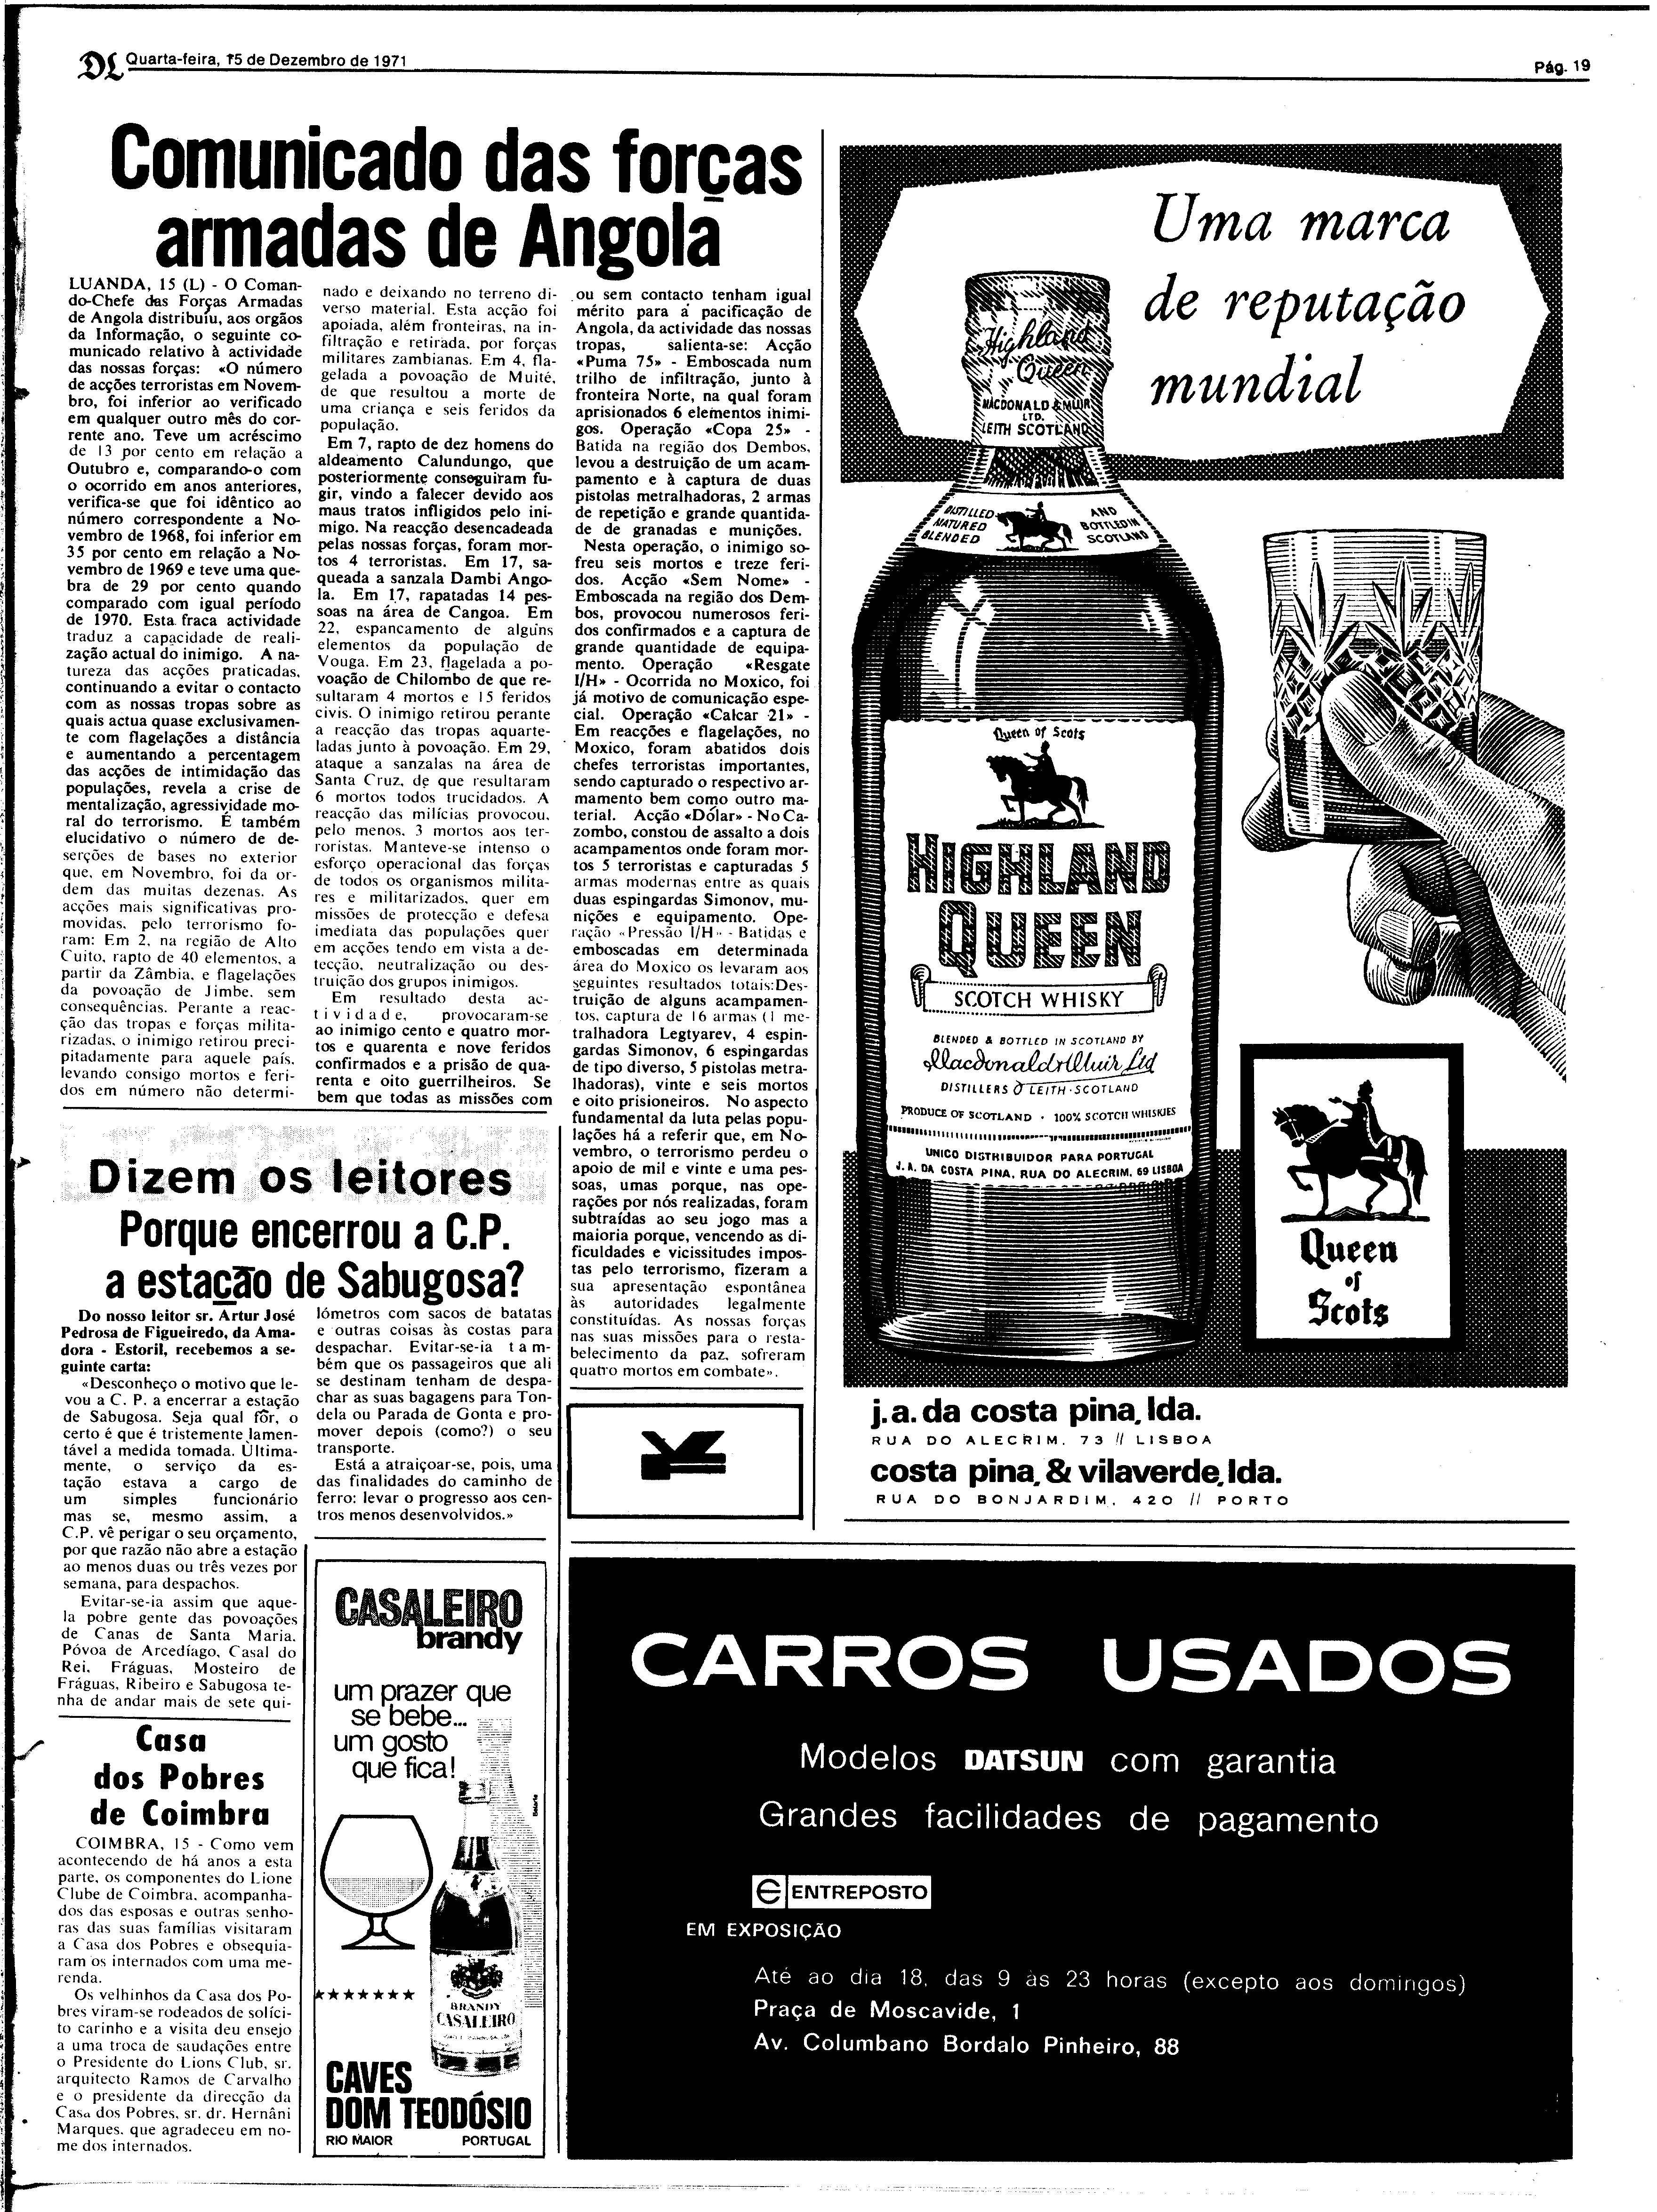 DL Quarta-feira, 15 de Dezembro de 1971
Pág. 19
Comunicado das forças
armadas de Angola
LUANDA, 15 (L) - O Coman-
do-Chefe das Forças Armadas
de Angola distribuíu, aos orgãos
da Informação, o seguinte co-
municado relativo à actividade
das nossas forças: «O número
de acções terroristas em Novem-
bro, foi inferior ao verificado
em qualquer outro mês do cor-
rente ano. Teve um acréscimo
de 13 por cento em relação a
Outubro e, comparando-o com
o ocorrido em anos anteriores,
verifica-se que foi idêntico ao
número correspondente a No-
vembro de 1968, foi inferior em
35 por cento em relação a No-
vembro de 1969 e teve uma que-
bra de 29 por cento quando
comparado com igual período
de 1970. Esta fraca actividade
traduz a capacidade de reali-
zação actual do inimigo. A na-
tureza das acções praticadas,
continuando a evitar o contacto
com as nossas tropas sobre as
quais actua quase exclusivamen-
te com flagelações a distância
e aumentando a percentagem
das acções de intimidação das
populações, revela a crise de
mentalização, agressividade mo-
ral do terrorismo. É também
elucidativo o número de de-
serções de bases no exterior
que, em Novembro, foi da or-
dem das muitas dezenas. As
acções mais significativas pro-
movidas, pelo terrorismo fo-
ram: Em 2, na região de Alto
Cuito, rapto de 40 elementos, a
partir da Zâmbia, e flagelações
da povoação de Jimbe, sem
consequências. Perante a reac-
ção das tropas e forças milita-
rizadas, o inimigo retirou preci-
pitadamente para aquele país,
levando consigo mortos e feri-
dos em número não determi-
nado e deixando no terreno di-
verso material. Esta acção foi
apoiada, além fronteiras, na in-
filtração e retirada, por forças
militares zambianas. Em 4, fla-
gelada a povoação de Muité,
de que resultou a morte de
uma criança e seis feridos da
população.
Em 7, rapto de dez homens do
aldeamento Calundungo, que
posteriormente conseguiram fu-
gir, vindo a falecer devido aos
maus tratos infligidos pelo ini-
migo. Na reacção desencadeada
pelas nossas forças, foram mor-
tos 4 terroristas. Em 17, sa-
queada a sanzala Dambi Ango-
la. Em 17, rapatadas 14 pes-
soas na área de Cangoa. Em
22, espancamento de alguns
elementos da população de
Vouga. Em 23, flagelada a po-
voação de Chilombo de que re-
sultaram 4 mortos e 15 feridos
civis. O inimigo retirou perante
a reacção das tropas aquarte-
ladas junto à povoação. Em 29,
ataque a sanzalas na área de
Santa Cruz, de que resultaram
6 mortos todos trucidados. A
reacção das milícias provocou,
pelo menos, 3 mortos aos ter-
roristas. Manteve-se intenso o
esforço operacional das forças
de todos os organismos milita-
res e militarizados, quer em
missões de protecção e defesa
imediata das populações quer
em acções tendo em vista a de-
tecção, neutralização ou des-
truição dos grupos inimigos.
Em resultado desta ac-
tividade, provocaram-se
ao inimigo cento e quatro mor-
tos e quarenta e nove feridos
confirmados e a prisão de qua-
renta e oito guerrilheiros. Se
bem que todas as missões com
ou sem contacto tenham igual
mérito para a pacificação de
Angola, da actividade das nossas
tropas, salienta-se: Acção
«Puma 75» - Emboscada num
trilho de infiltração, junto à
fronteira Norte, na qual foram
aprisionados 6 elementos inimi-
gos. Operação «Copa 25» -
Batida na região dos Dembos,
levou a destruição de um acam-
pamento e à captura de duas
pistolas metralhadoras, 2 armas
de repetição e grande quantida-
de de granadas e munições.
Nesta operação, o inimigo so-
freu seis mortos e treze feri-
dos. Acção «Sem Nome» -
Emboscada na região dos Dem-
bos, provocou numerosos feri-
dos confirmados e a captura de
grande quantidade de equipa-
mento. Operação «Resgate
I/H» - Ocorrida no Moxico, foi
já motivo de comunicação espe-
cial. Operação «Calcar 21» -
Em reacções e flagelações, no
Moxico, foram abatidos dois
chefes terroristas importantes,
sendo capturado o respectivo ar-
mamento bem como outro ma-
terial. Acção «Dólar» - No Ca-
zombo, constou de assalto a dois
acampamentos onde foram mor-
tos 5 terroristas e capturadas 5
armas modernas entre as quais
duas espingardas Simonov, mu-
nições e equipamento. Ope-
ração «Pressão I/H» - Batidas e
emboscadas em determinada
área do Moxico os levaram aos
seguintes resultados totais:Des-
truição de alguns acampamen-
tos, captura de 16 armas (1 me-
tralhadora Legtyarev, 4 espin-
gardas Simonov, 6 espingardas
de tipo diverso, 5 pistolas metra-
lhadoras), vinte e seis mortos
e oito prisioneiros. No aspecto
fundamental da luta pelas popu-
lações há a referir que, em No-
vembro, o terrorismo perdeu o
apoio de mil e vinte e uma pes-
soas, umas porque, nas ope-
rações por nós realizadas, foram
subtraídas ao seu jogo mas a
maioria porque, vencendo as di-
ficuldades e vicissitudes impos-
tas pelo terrorismo, fizeram a
sua apresentação espontânea
às autoridades legalmente
constituídas. As nossas forças
nas suas missões para o resta-
belecimento da paz, sofreram
quatro mortos em combate».
Dizem os leitores
Porque encerrou a C.P.
a estação de Sabugosa?
Do nosso leitor sr. Artur José
Pedrosa de Figueiredo, da Ama-
dora - Estoril, recebemos a se-
guinte carta:
«Desconheço o motivo que le-
vou a C. P. a encerrar a estação
de Sabugosa. Seja qual fôr, o
certo é que é tristemente lamen-
tável a medida tomada. Ùltima-
mente, o serviço da es-
tação estava a cargo de
um simples funcionário
mas se, mesmo assim, a
C.P. vê perigar o seu orçamento,
por que razão não abre a estação
ao menos duas ou três vezes por
semana, para despachos.
Evitar-se-ia assim que aque-
la pobre gente das povoações
de Canas de Santa Maria,
Póvoa de Arcedíago, Casal do
Rei, Fráguas, Mosteiro de
Fráguas, Ribeiro e Sabugosa te-
nha de andar mais de sete qui-
lómetros com sacos de batatas
e outras coisas às costas para
despachar. Evitar-se-ia tam-
bém que os passageiros que ali
se destinam tenham de despa-
char as suas bagagens para Ton-
dela ou Parada de Gonta e pro-
mover depois (como?) o seu
transporte.
Está a atraiçoar-se, pois, uma
das finalidades do caminho de
ferro: levar o progresso aos cen-
tros menos desenvolvidos.»
Casa
dos Pobres
de Coimbra
COIMBRA, 15 - Como vem
acontecendo de há anos a esta
parte, os componentes do Lione
Clube de Coimbra, acompanha-
dos das esposas e outras senho-
ras das suas famílias visitaram
a Casa dos Pobres e obsequia-
ram os internados com uma me-
renda.
Os velhinhos da Casa dos Po-
bres viram-se rodeados de solíci-
to carinho e a visita deu ensejo
a uma troca de saudações entre
o Presidente do Lions Club, sr.
arquitecto Ramos de Carvalho
e o presidente da direcção da
Casa dos Pobres, sr. dr. Hernâni
Marques, que agradeceu em no-
me dos internados.
CASALEIRO
brandy
um prazer que
se bebe...
um gosto
que fica!
Belarte
BRANDY
CASALEIRO
CAVES
DOM TEODÓSIO
RIO MAIOR PORTUGAL
Uma marca
de reputação
mundial
Highland
Queen
MACDONALD & MUIR
LTD.
LEITH SCOTLAND
DISTILLED
MATURED
BLENDED
AND
BOTTLED IN
SCOTLAND
Queen of Scots
HIGHLAND
QUEEN
SCOTCH WHISKY
BLENDED & BOTTLED IN SCOTLAND BY
Macdonald & Muir Ltd
DISTILLERS LEITH · SCOTLAND
PRODUCE OF SCOTLAND · 100% SCOTCH WHISKIES
UNICO DISTRIBUIDOR PARA PORTUGAL
J. A. DA COSTA PINA, RUA DO ALECRIM, 69 LISBOA
Queen
of
Scots
j.a. da costa pina, lda.
RUA DO ALECRIM, 73 // LISBOA
costa pina, & vilaverde, lda.
RUA DO BONJARDIM, 420 // PORTO
CARROS USADOS
Modelos DATSUN com garantia
Grandes facilidades de pagamento
e ENTREPOSTO
EM EXPOSIÇÃO
Até ao dia 18, das 9 às 23 horas (excepto aos domingos)
Praça de Moscavide, 1
Av. Columbano Bordalo Pinheiro, 88